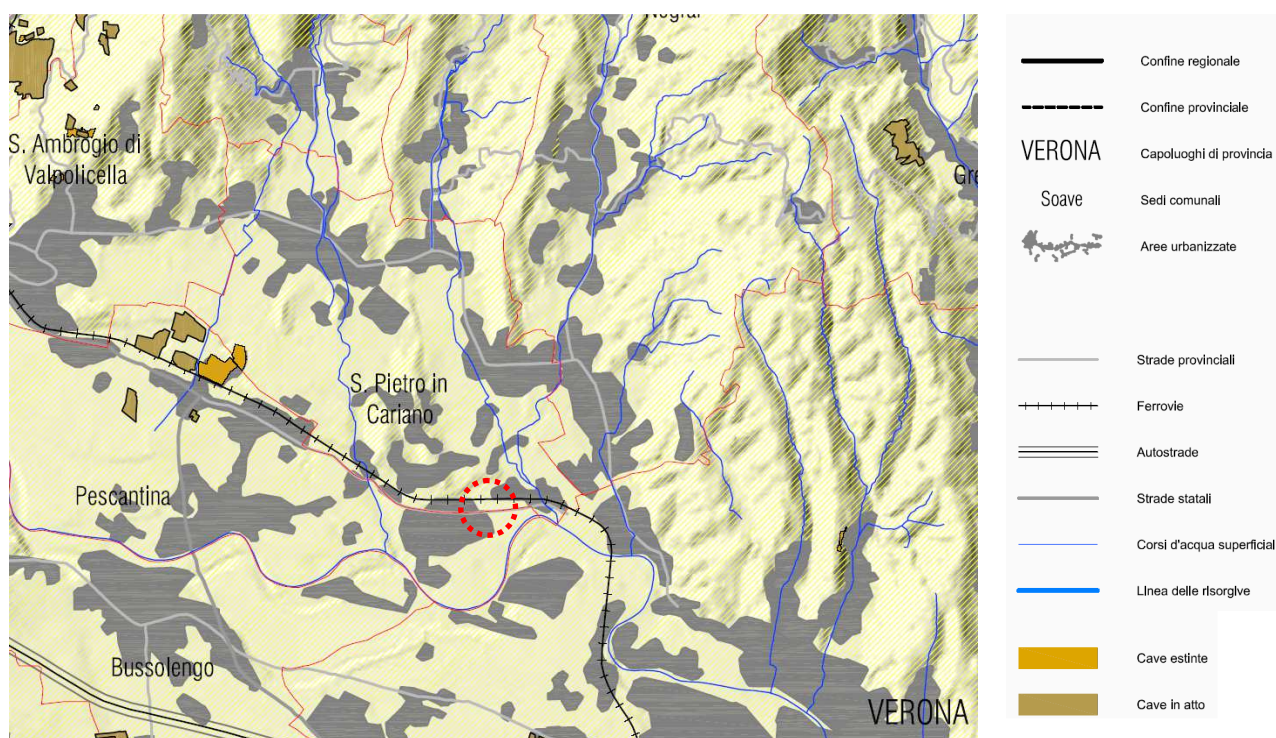 Negrar
S. Ambrogio di
Valpolicella
Gre
S. Pietro in
Cariano
Pescantina
Bussolengo
VERONA
Confine regionale
Confine provinciale
VERONA
Capoluoghi di provincia
Soave
Sedi comunali
Aree urbanizzate
Strade provinciali
Ferrovie
Autostrade
Strade statali
Corsi d'acqua superficial
Linea delle risorgive
Cave estinte
Cave in atto